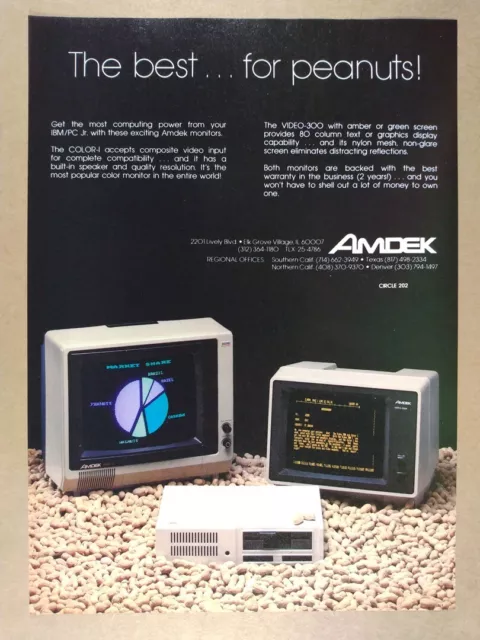 The best . . . for peanuts!
Get the most computing power from your
IBM/PC Jr. with these exciting Amdek monitors.
The COLOR-I accepts composite video input
for complete compatibility . . . and it has a
built-in speaker and quality resolution. It's the
most popular color monitor in the entire world!
The VIDEO-300 with amber or green screen
provides 80 column text or graphics display
capability . . . and its nylon mesh, non-glare
screen eliminates distracting reflections.
Both monitors are backed with the best
warranty in the business (2 years!) . . . and you
won't have to shell out a lot of money to own
one.
2201 Lively Blvd. • Elk Grove Village, IL 60007
(312) 364-1180 TLX: 25-4786
AMDEK
REGIONAL OFFICES: Southern Calif. (714) 662-3949 • Texas (817) 498-2334
Northern Calif. (408) 370-9370 • Denver (303) 794-1497
CIRCLE 202
MARKET SHARE
AMDEK
AMDEK